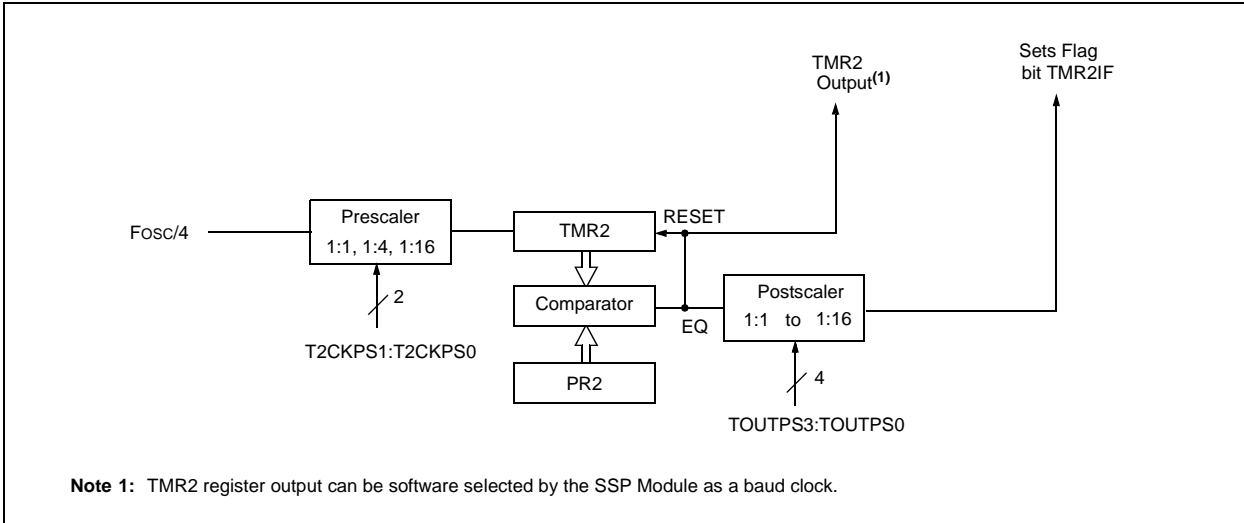 TMR2
Output(1)
Sets Flag
bit TMR2IF
Fosc/4
Prescaler
1:1, 1:4, 1:16
2
T2CKPS1:T2CKPS0
TMR2
RESET
Comparator
EQ
PR2
Postscaler
1:1 to 1:16
4
TOUTPS3:TOUTPS0
Note 1: TMR2 register output can be software selected by the SSP Module as a baud clock.